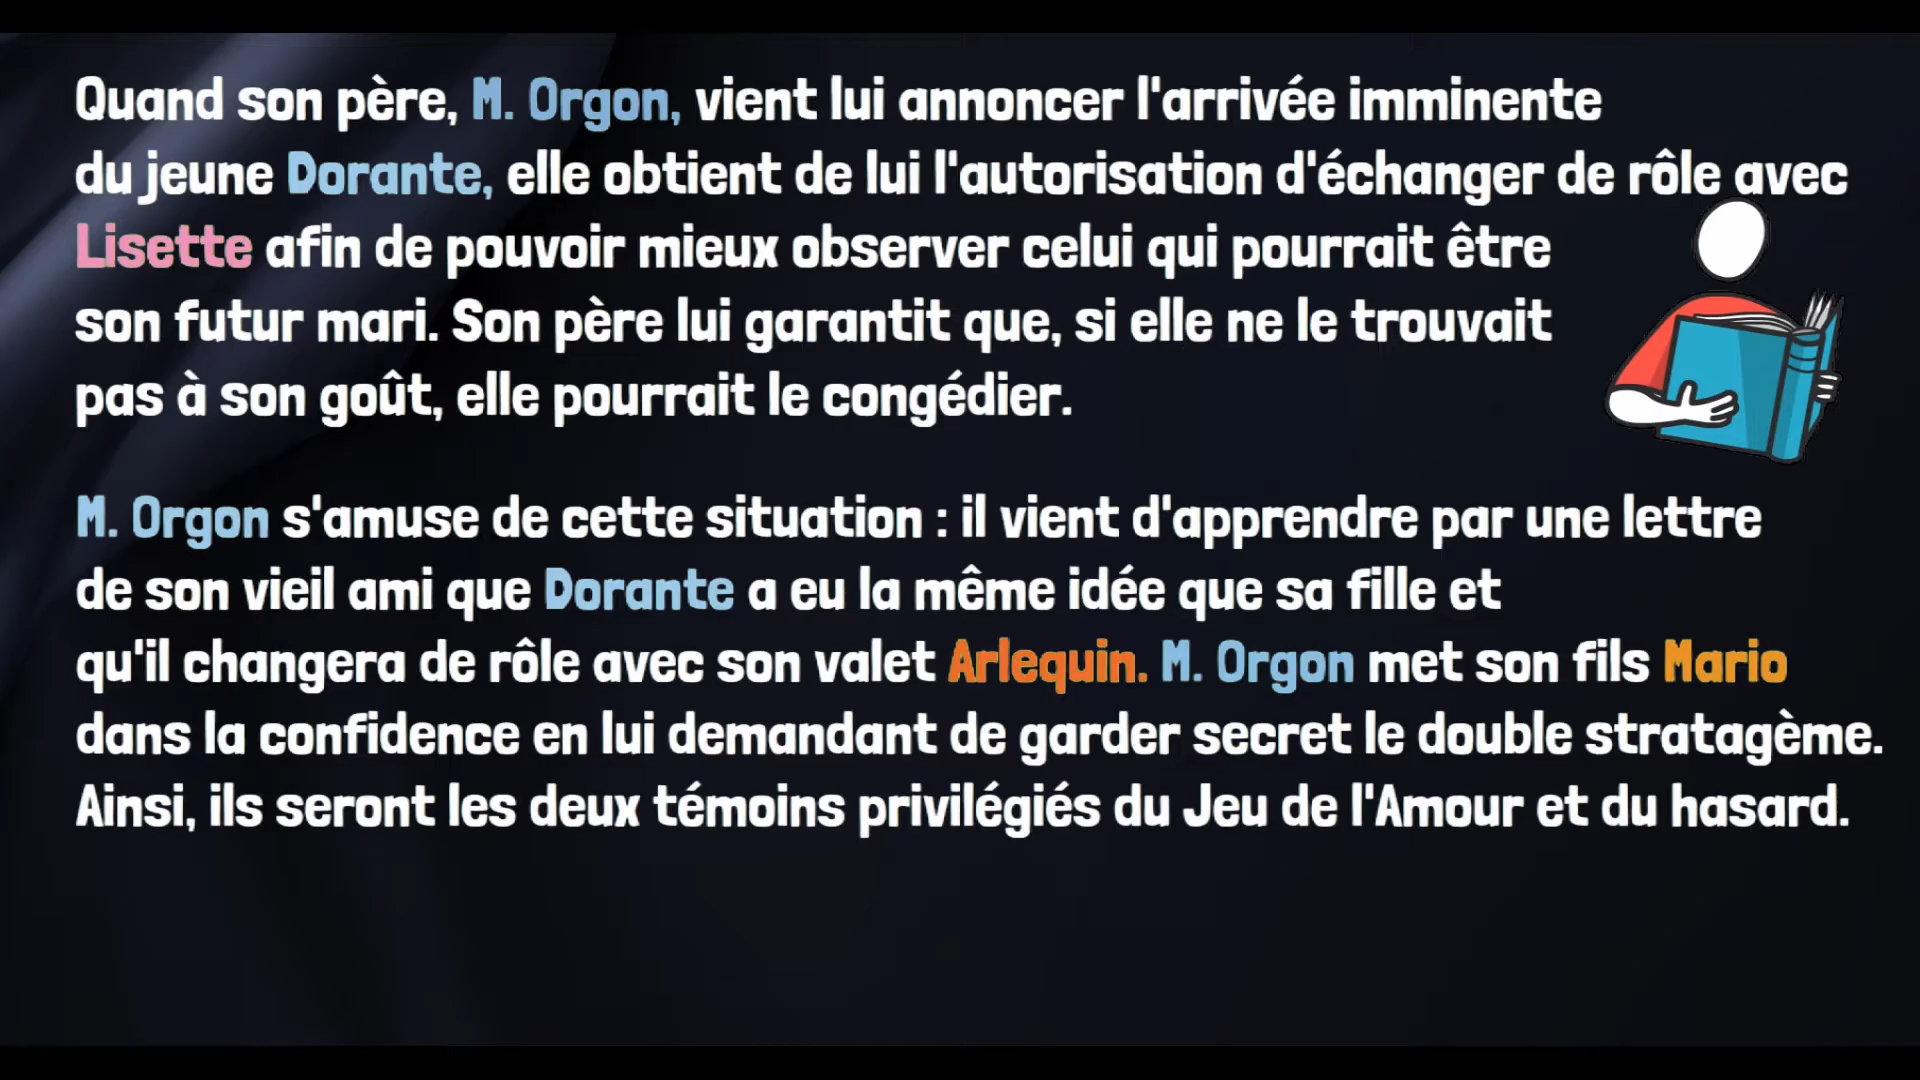 Quand son père, M. Orgon, vient lui annoncer l'arrivée imminente
du jeune Dorante, elle obtient de lui l'autorisation d'échanger de rôle avec
Lisette afin de pouvoir mieux observer celui qui pourrait être
son futur mari. Son père lui garantit que, si elle ne le trouvait
pas à son goût, elle pourrait le congédier.
M. Orgon s'amuse de cette situation : il vient d'apprendre par une lettre
de son vieil ami que Dorante a eu la même idée que sa fille et
qu'il changera de rôle avec son valet Arlequin. M. Orgon met son fils Mario
dans la confidence en lui demandant de garder secret le double stratagème.
Ainsi, ils seront les deux témoins privilégiés du Jeu de l'Amour et du hasard.